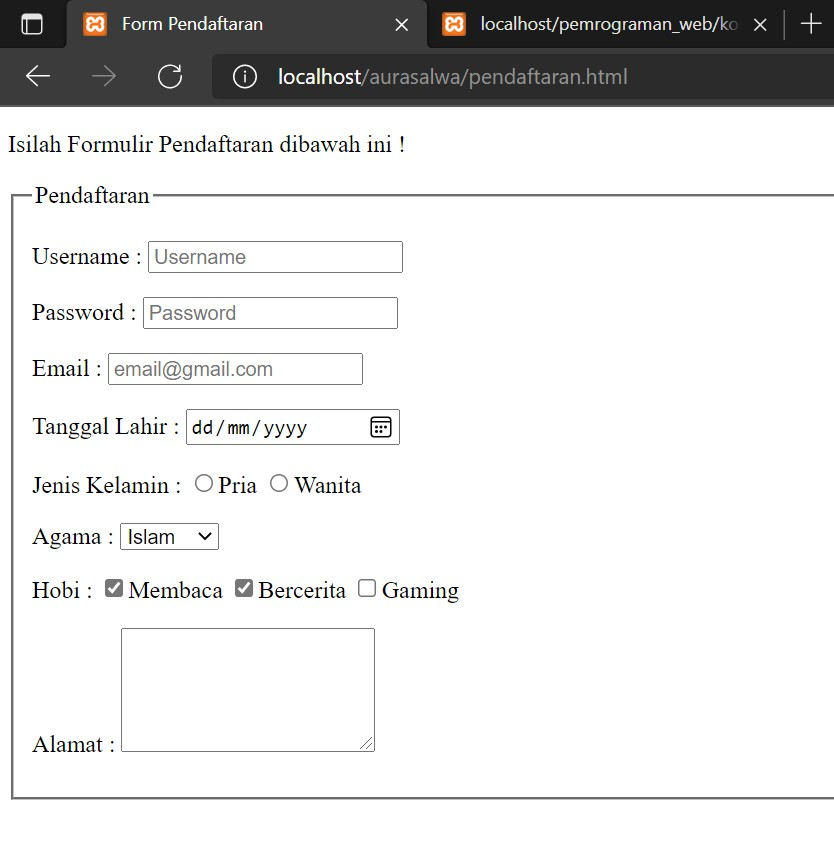 Form Pendaftaran
localhost/pemrograman_web/ko
localhost/aurasalwa/pendaftaran.html
Isilah Formulir Pendaftaran dibawah ini !
Pendaftaran
Username : Username
Password : Password
Email : email@gmail.com
Tanggal Lahir : dd/mm/yyyy
Jenis Kelamin : Pria Wanita
Agama : Islam
Hobi : Membaca Bercerita Gaming
Alamat :